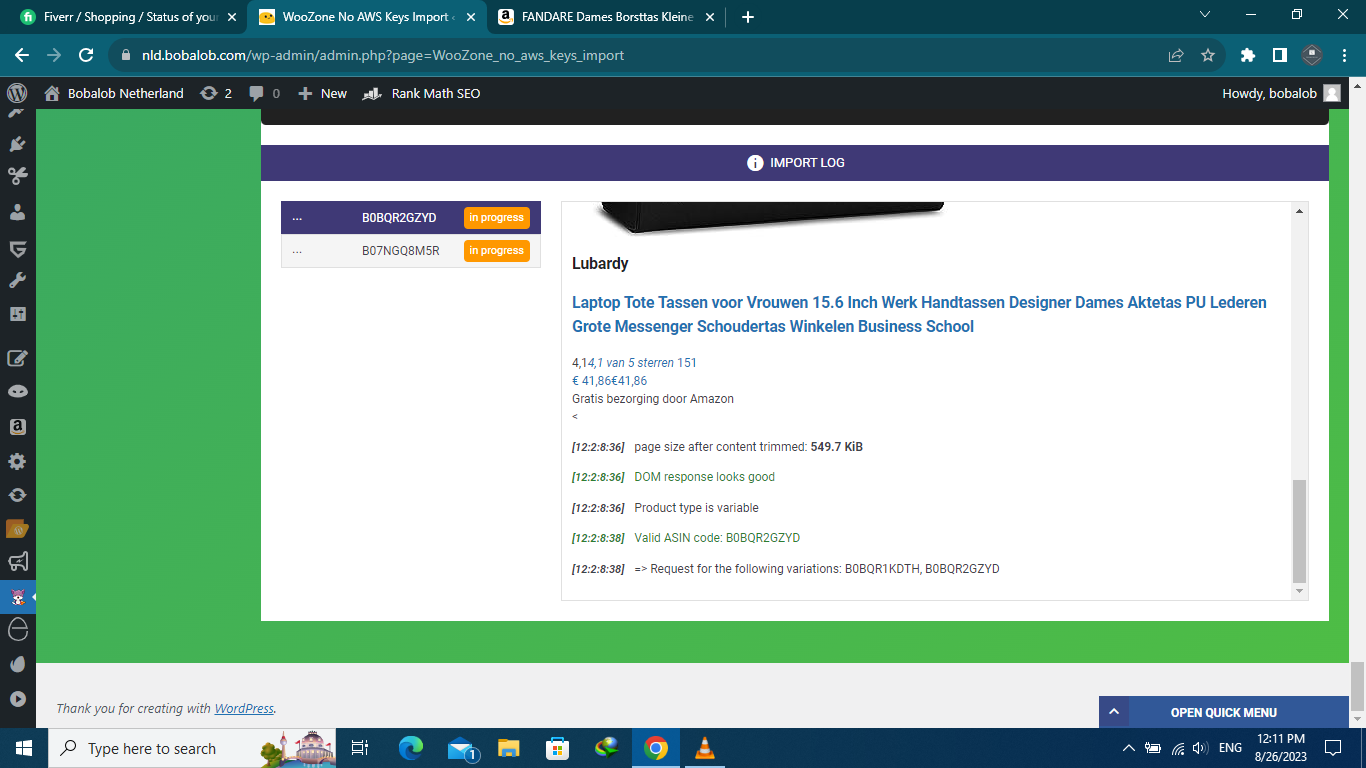 Fiverr / Shopping / Status of your
WooZone No AWS Keys Import
FANDARE Dames Borsttas Kleine
nld.bobalob.com/wp-admin/admin.php?page=WooZone_no_aws_keys_import
Bobalob Netherland
2
0
New
Rank Math SEO
Howdy, bobalob
IMPORT LOG
... B0BQR2GZYD in progress
... B07NGQ8M5R in progress
Lubardy
Laptop Tote Tassen voor Vrouwen 15.6 Inch Werk Handtassen Designer Dames Aktetas PU Lederen
Grote Messenger Schoudertas Winkelen Business School
4,14,1 van 5 sterren 151
€ 41,86€41,86
Gratis bezorging door Amazon
<
[12:2:8:36] page size after content trimmed: 549.7 KiB
[12:2:8:36] DOM response looks good
[12:2:8:36] Product type is variable
[12:2:8:38] Valid ASIN code: B0BQR2GZYD
[12:2:8:38] => Request for the following variations: B0BQR1KDTH, B0BQR2GZYD
Thank you for creating with WordPress.
OPEN QUICK MENU
Type here to search
1
ENG
12:11 PM
8/26/2023